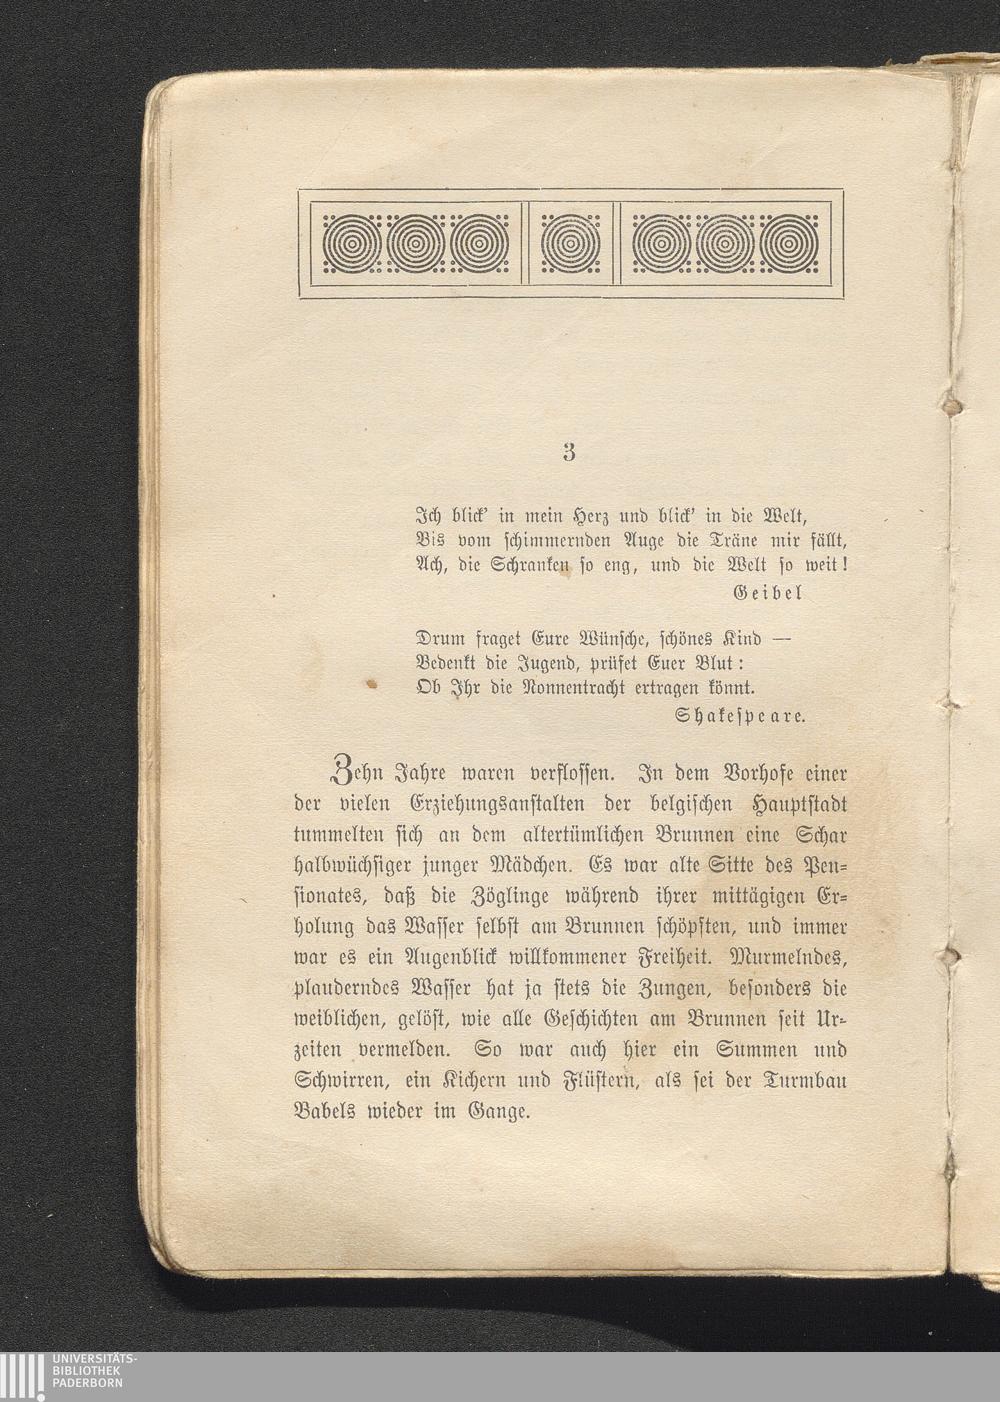 3
Ich blick’ in mein Herz und blick’ in die Welt,
Bis vom schimmernden Auge die Träne mir fällt,
Ach, die Schranken so eng, und die Welt so weit!
Geibel
Drum fraget Eure Wünsche, schönes Kind —
Bedenkt die Jugend, prüfet Euer Blut:
Ob Ihr die Nonnentracht ertragen könnt.
Shakespeare.
Zehn Jahre waren verflossen. In dem Vorhofe einer
der vielen Erziehungsanstalten der belgischen Hauptstadt
tummelten sich an dem altertümlichen Brunnen eine Schar
halbwüchsiger junger Mädchen. Es war alte Sitte des Pen-
sionates, daß die Zöglinge während ihrer mittägigen Er-
holung das Wasser selbst am Brunnen schöpften, und immer
war es ein Augenblick willkommener Freiheit. Murmelndes,
plauderndes Wasser hat ja stets die Zungen, besonders die
weiblichen, gelöst, wie alle Geschichten am Brunnen seit Ur-
zeiten vermelden. So war auch hier ein Summen und
Schwirren, ein Kichern und Flüstern, als sei der Turmbau
Babels wieder im Gange.
UNIVERSITÄTS-
BIBLIOTHEK
PADERBORN